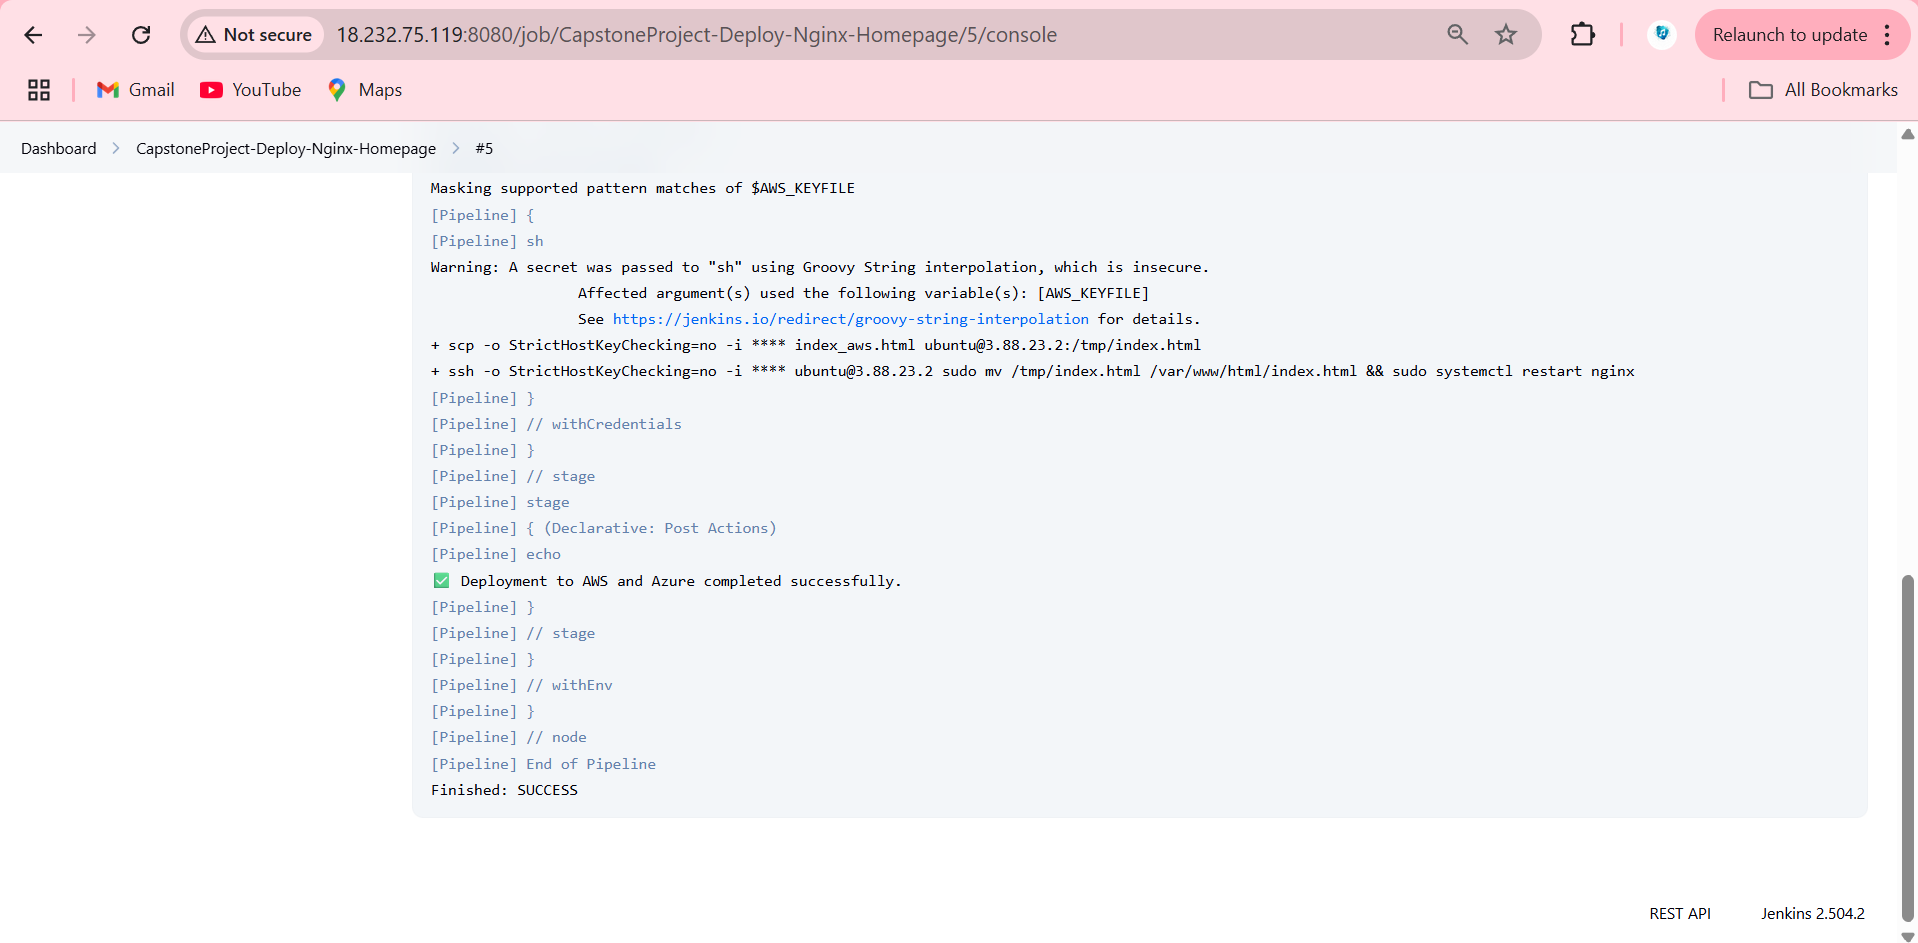 Not secure 18.232.75.119:8080/job/CapstoneProject-Deploy-Nginx-Homepage/5/console Relaunch to update
Gmail YouTube Maps All Bookmarks
Dashboard CapstoneProject-Deploy-Nginx-Homepage #5
Masking supported pattern matches of $AWS_KEYFILE
[Pipeline] {
[Pipeline] sh
Warning: A secret was passed to "sh" using Groovy String interpolation, which is insecure.
Affected argument(s) used the following variable(s): [AWS_KEYFILE]
See https://jenkins.io/redirect/groovy-string-interpolation for details.
+ scp -o StrictHostKeyChecking=no -i **** index_aws.html ubuntu@3.88.23.2:/tmp/index.html
+ ssh -o StrictHostKeyChecking=no -i **** ubuntu@3.88.23.2 sudo mv /tmp/index.html /var/www/html/index.html && sudo systemctl restart nginx
[Pipeline] }
[Pipeline] // withCredentials
[Pipeline] }
[Pipeline] // stage
[Pipeline] stage
[Pipeline] { (Declarative: Post Actions)
[Pipeline] echo
✅ Deployment to AWS and Azure completed successfully.
[Pipeline] }
[Pipeline] // stage
[Pipeline] }
[Pipeline] // withEnv
[Pipeline] }
[Pipeline] // node
[Pipeline] End of Pipeline
Finished: SUCCESS
REST API Jenkins 2.504.2